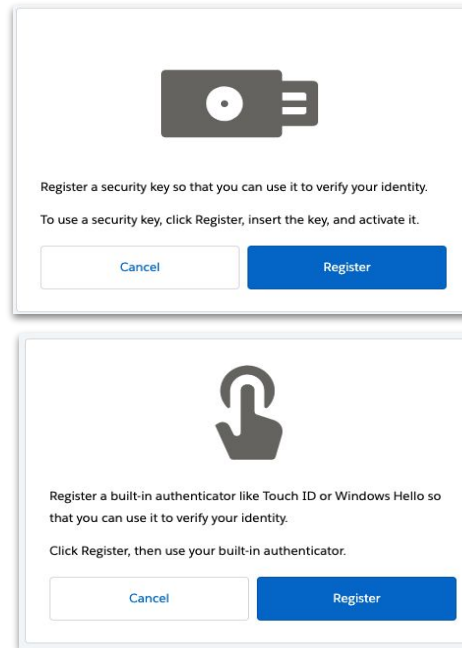 Register a security key so that you can use it to verify your identity.
To use a security key, click Register, insert the key, and activate it.
Cancel
Register
Register a built-in authenticator like Touch ID or Windows Hello so
that you can use it to verify your identity.
Click Register, then use your built-in authenticator.
Cancel
Register